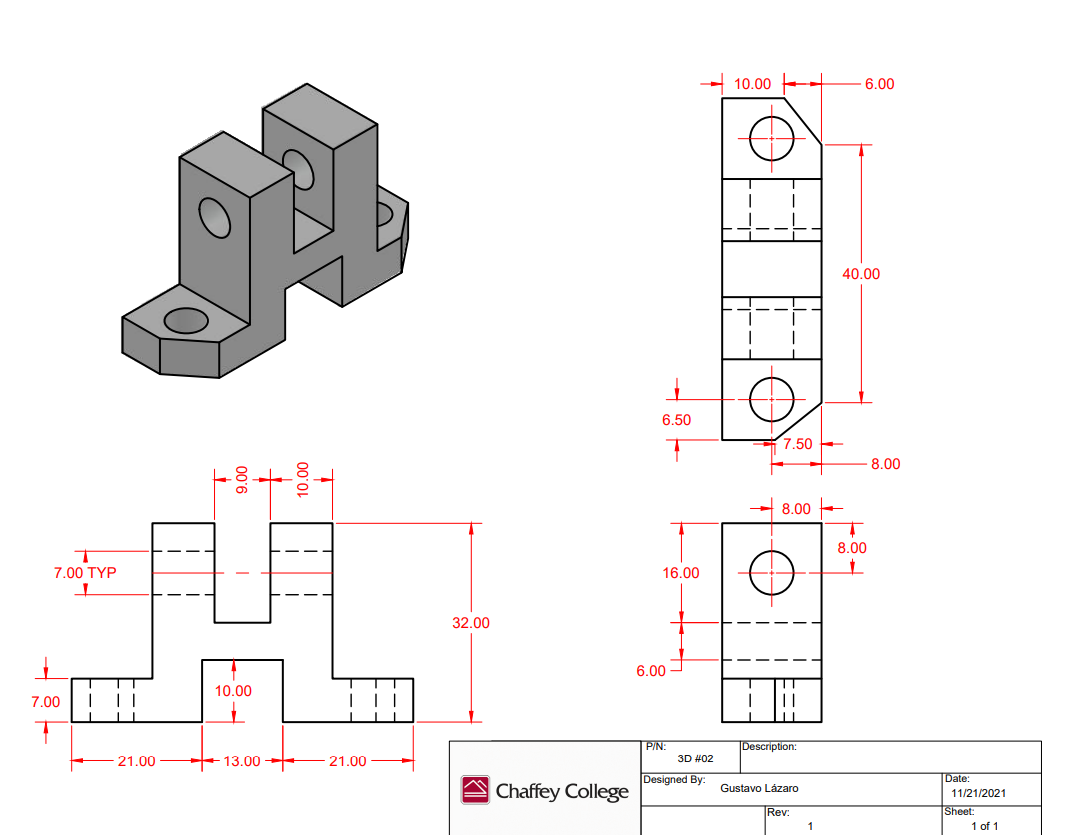 10.00
6.00
40.00
6.50
7.50
8.00
9.00
10.00
7.00 TYP
32.00
7.00
10.00
21.00
13.00
21.00
8.00
8.00
16.00
6.00
Chaffey College
P/N:
3D #02
Description:
Designed By:
Gustavo Lázaro
Date:
11/21/2021
Rev:
1
Sheet:
1 of 1